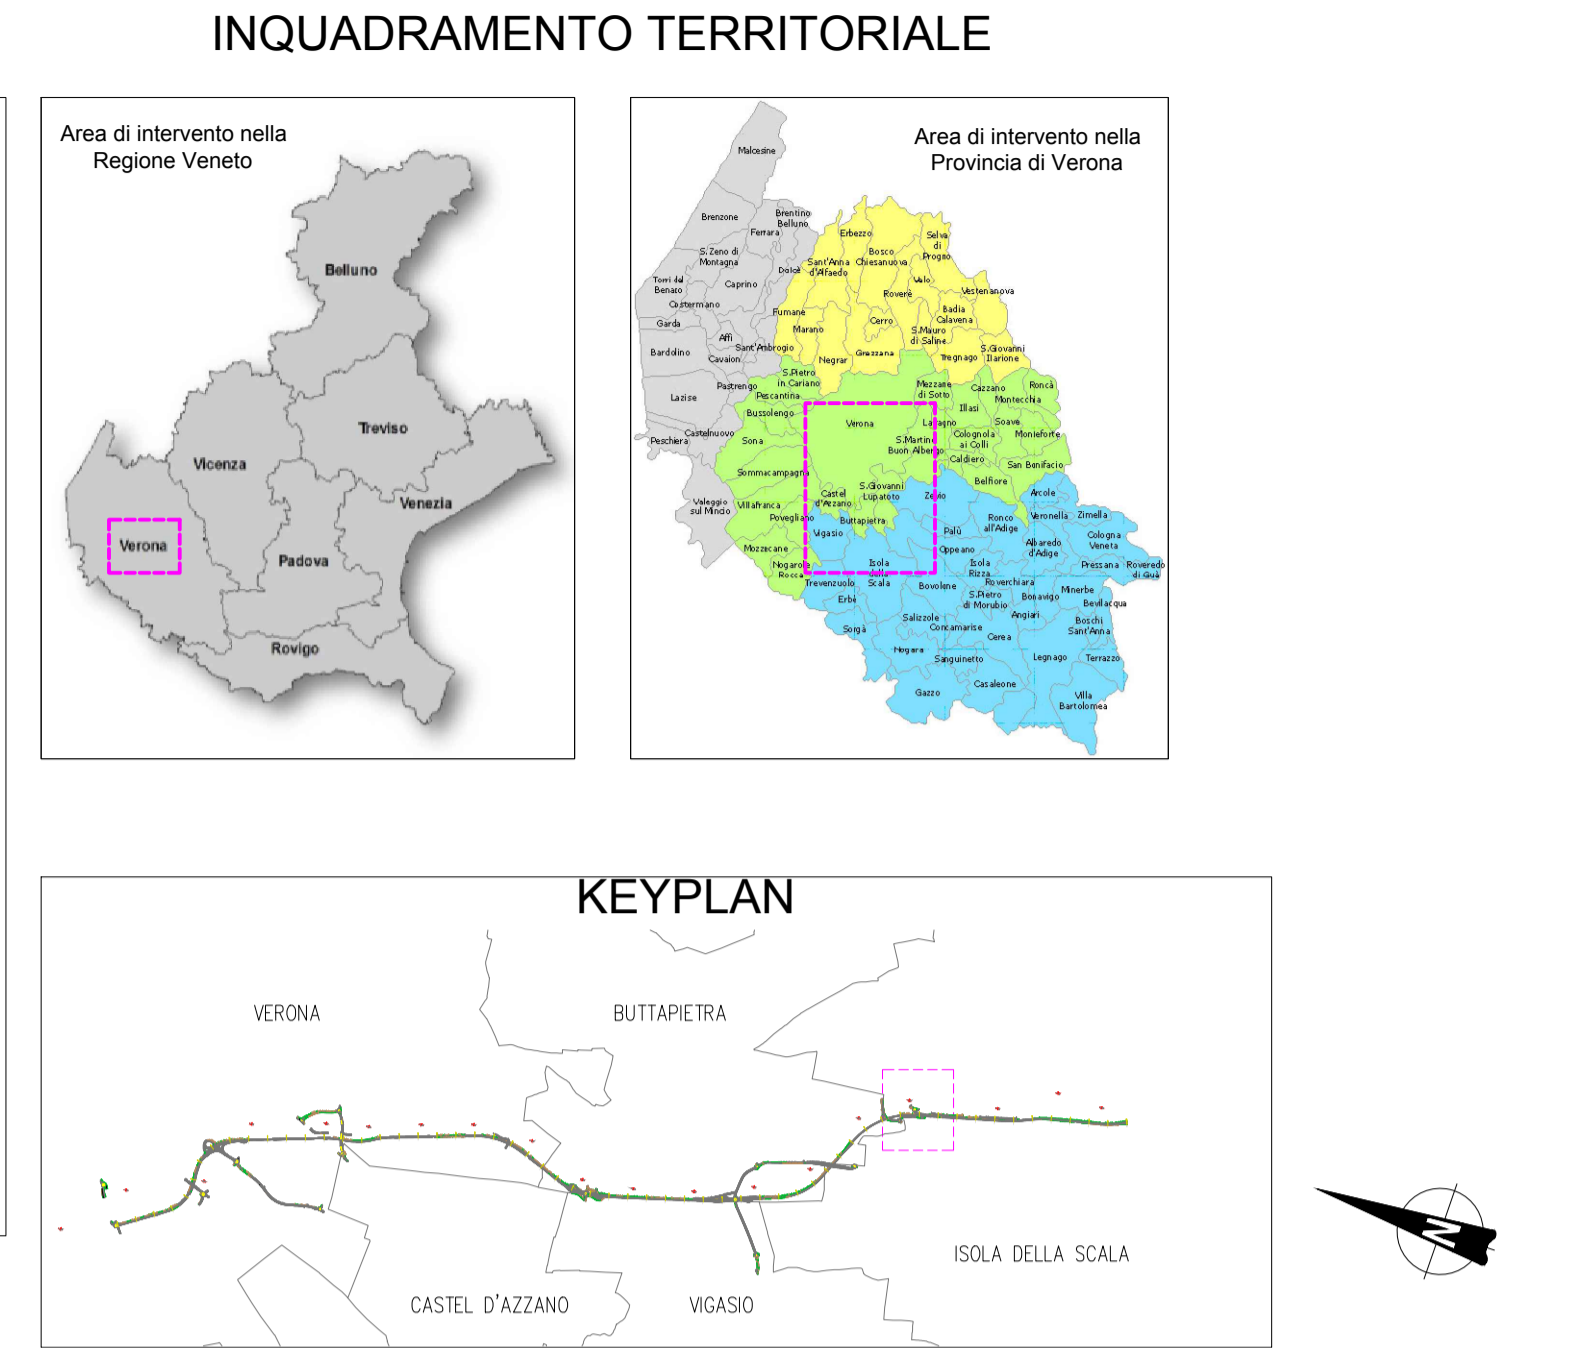 INQUADRAMENTO TERRITORIALE
Area di intervento nella
Regione Veneto
Belluno
Treviso
Vicenza
Venezia
Verona
Padova
Rovigo
Area di intervento nella
Provincia di Verona
Malcesine
Brenzone
Brentino
Belluno
Ferrara
S.Zeno di
Montagna
Dolcè
Torri del
Benaco
Caprino
Costermano
Garda
Affi
Sant'Ambrogio
Bardolino
Cavaion
Pastrengo
Lazise
Castelnuovo
Peschiera
Valeggio
sul Mincio
Erbezzo
Selva
di
Progno
Bosco
Chiesanuova
Sant'Anna
d'Alfaedo
Velo
Vestenanova
Roverè
Fumane
Badia
Calavena
Marano
Cerro
S.Mauro
di Saline
S.Giovanni
Ilarione
Negrar
Grezzana
Tregnago
S.Pietro
in Cariano
Mezzane
di Sotto
Cazzano
Roncà
Pescantina
Montecchia
Bussolengo
Illasi
Verona
Lavagno
Soave
Sona
S.Martino
Buon Albergo
Colognola
ai Colli
Monteforte
Caldiero
San Bonifacio
Sommacampagna
Belfiore
Castel
d'Azzano
S.Giovanni
Lupatoto
Zevio
Arcole
Villafranca
Povegliano
Buttapietra
Vigasio
Ronco
all'Adige
Veronella
Zimella
Palù
Cologna
Veneta
Mozzecane
Oppeano
Albaredo
d'Adige
Nogarole
Rocca
Isola
della
Scala
Isola
Rizza
Pressana
Roveredo
di Guà
Trevenzuolo
Bovolone
Roverchiara
Minerbe
Erbè
S.Pietro
di Morubio
Bonavigo
Bevilacqua
Salizzole
Angiari
Boschi
Sant'Anna
Sorgà
Concamarise
Cerea
Nogara
Sanguinetto
Legnago
Terrazzo
Casaleone
Gazzo
Villa
Bartolomea
KEYPLAN
VERONA
BUTTAPIETRA
ISOLA DELLA SCALA
CASTEL D'AZZANO
VIGASIO
N